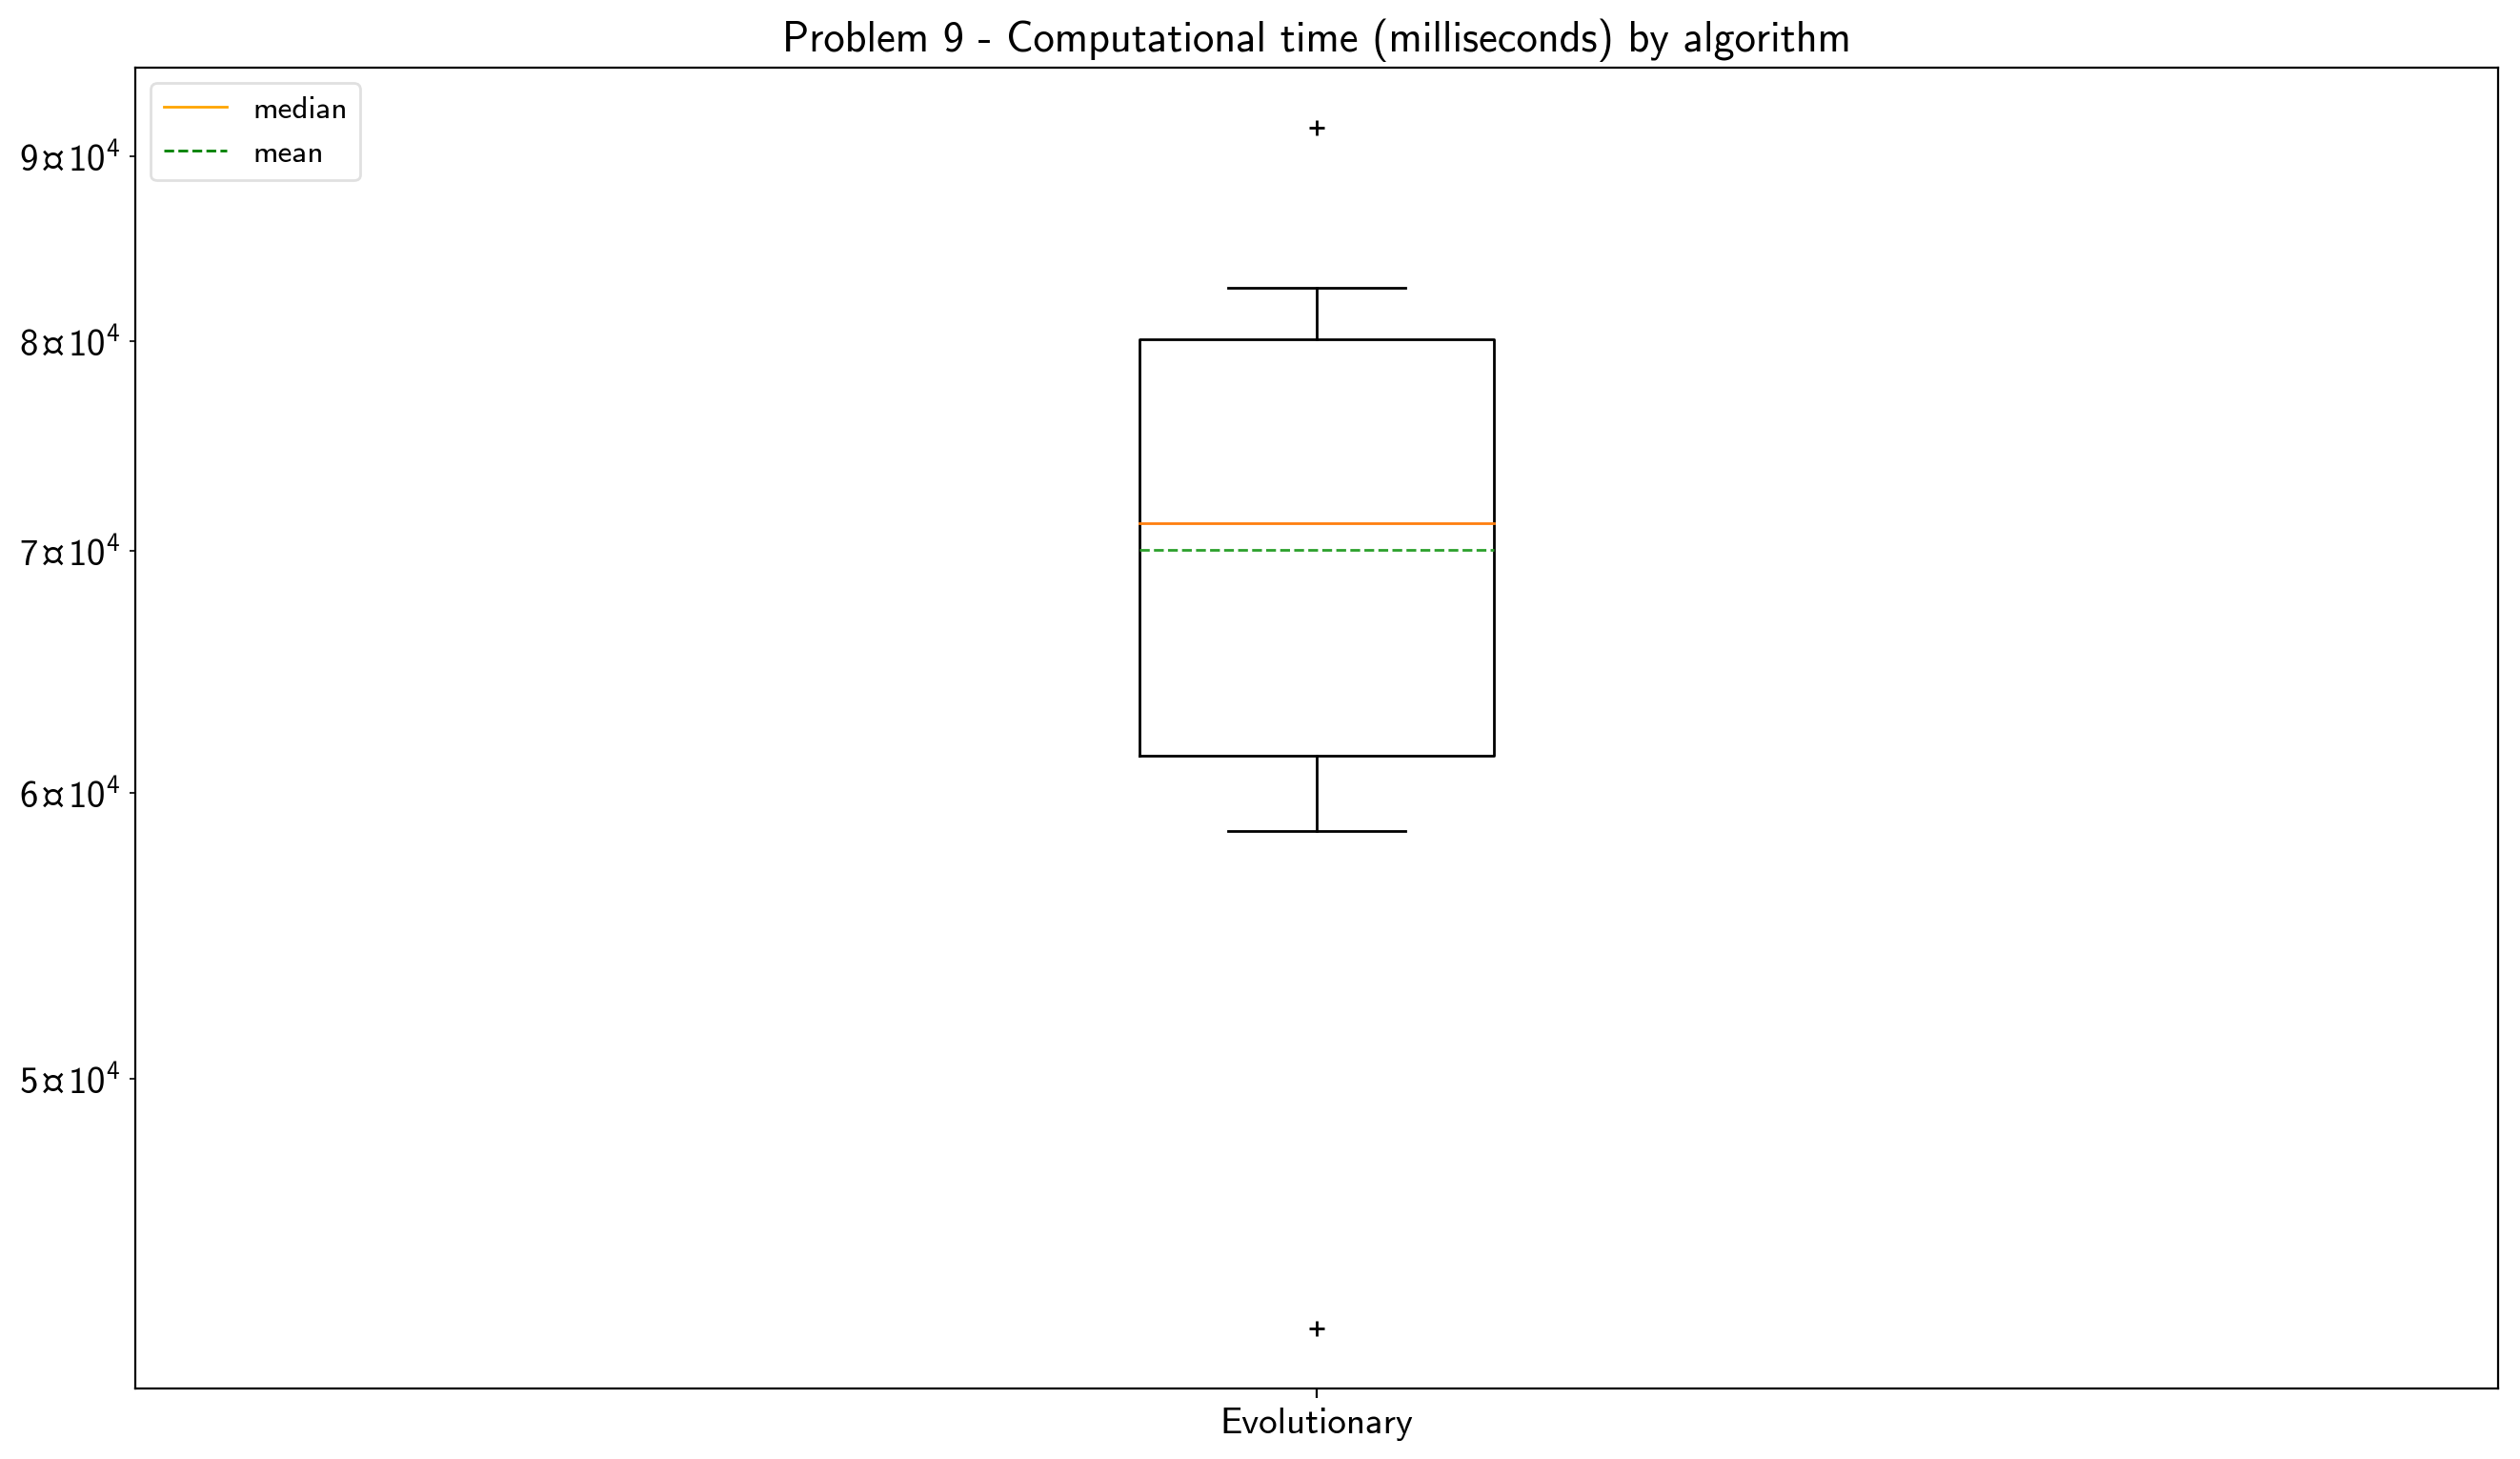 Problem 9 - Computational time (milliseconds) by algorithm
median
mean
9¤10⁴
8¤10⁴
7¤10⁴
6¤10⁴
5¤10⁴
Evolutionary